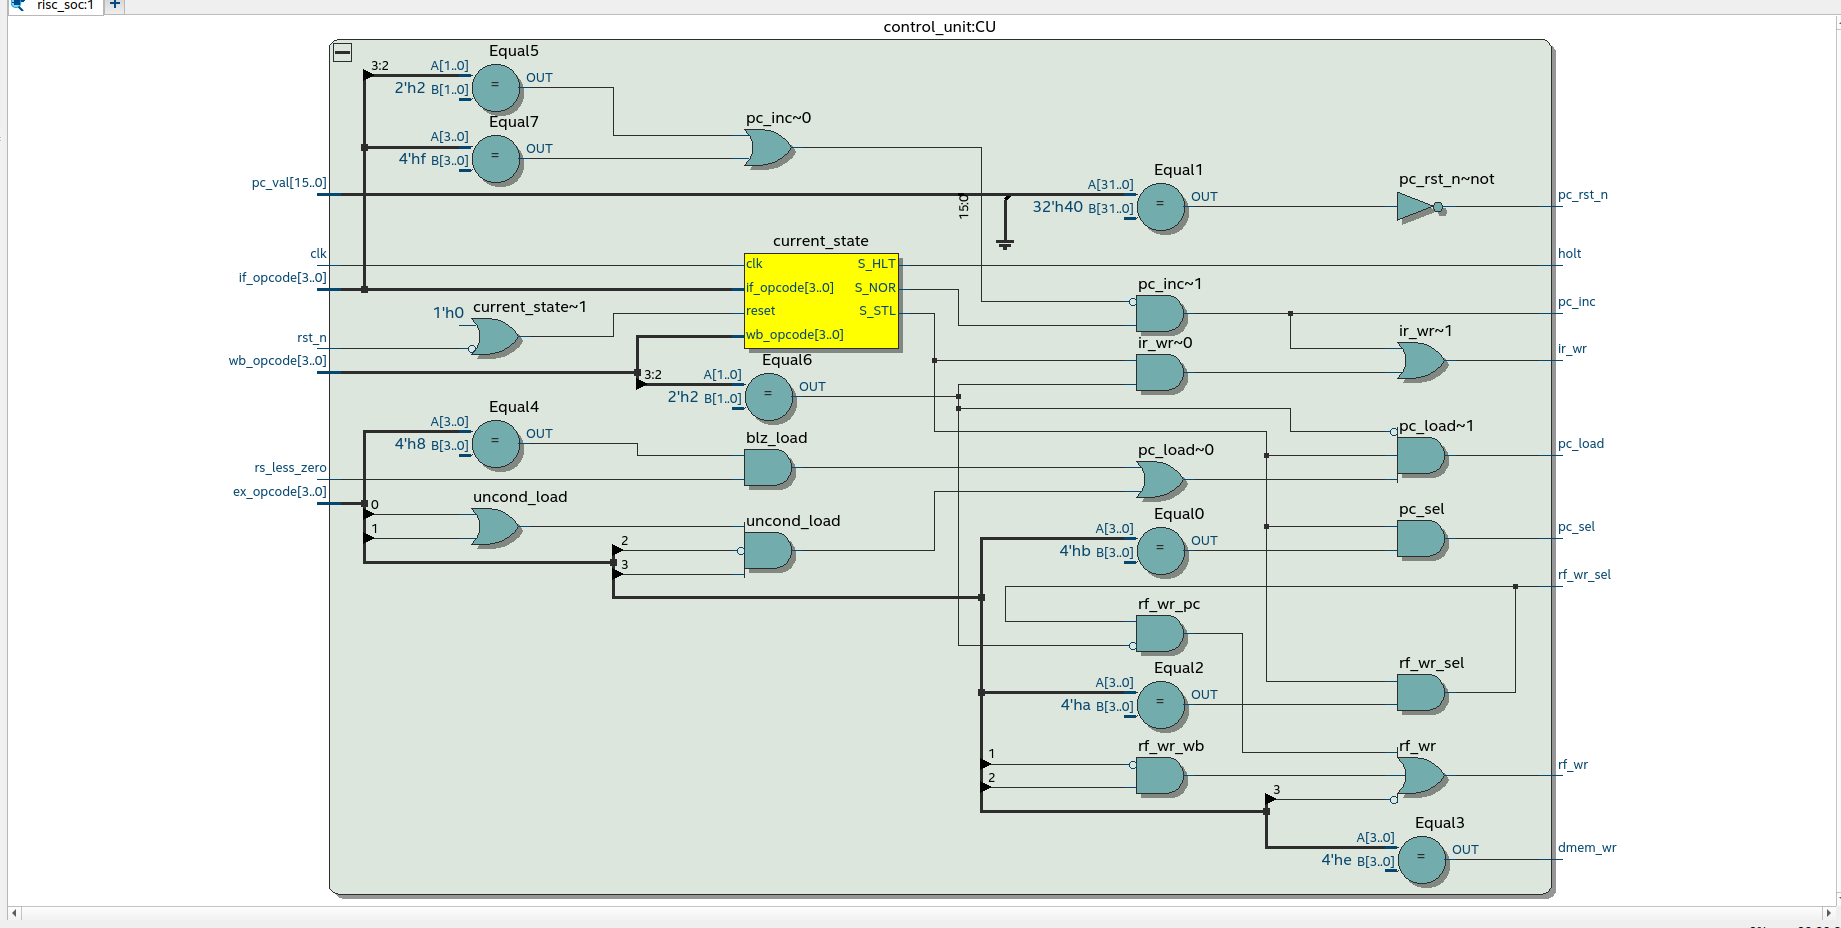 risc_soc:1
control_unit:CU
Equal5
3:2
A[1..0]
OUT
2'h2 B[1..0]
=
Equal7
A[3..0]
OUT
4'hf B[3..0]
=
pc_inc~0
pc_val[15..0]
15:0
Equal1
A[31..0]
OUT
32'h40 B[31..0]
=
pc_rst_n~not
pc_rst_n
current_state
clk
clk
S_HLT
holt
if_opcode[3..0]
if_opcode[3..0]
S_NOR
reset
S_STL
wb_opcode[3..0]
pc_inc~1
pc_inc
1'h0
current_state~1
rst_n
wb_opcode[3..0]
ir_wr~0
ir_wr~1
ir_wr
Equal6
3:2
A[1..0]
OUT
2'h2 B[1..0]
=
Equal4
A[3..0]
OUT
4'h8 B[3..0]
=
blz_load
pc_load~1
pc_load
pc_load~0
rs_less_zero
ex_opcode[3..0]
0
1
uncond_load
uncond_load
2
3
Equal0
A[3..0]
OUT
4'hb B[3..0]
=
pc_sel
pc_sel
rf_wr_sel
rf_wr_pc
Equal2
A[3..0]
OUT
4'ha B[3..0]
=
rf_wr_sel
rf_wr_wb
1
2
rf_wr
rf_wr
3
Equal3
A[3..0]
OUT
4'he B[3..0]
=
dmem_wr